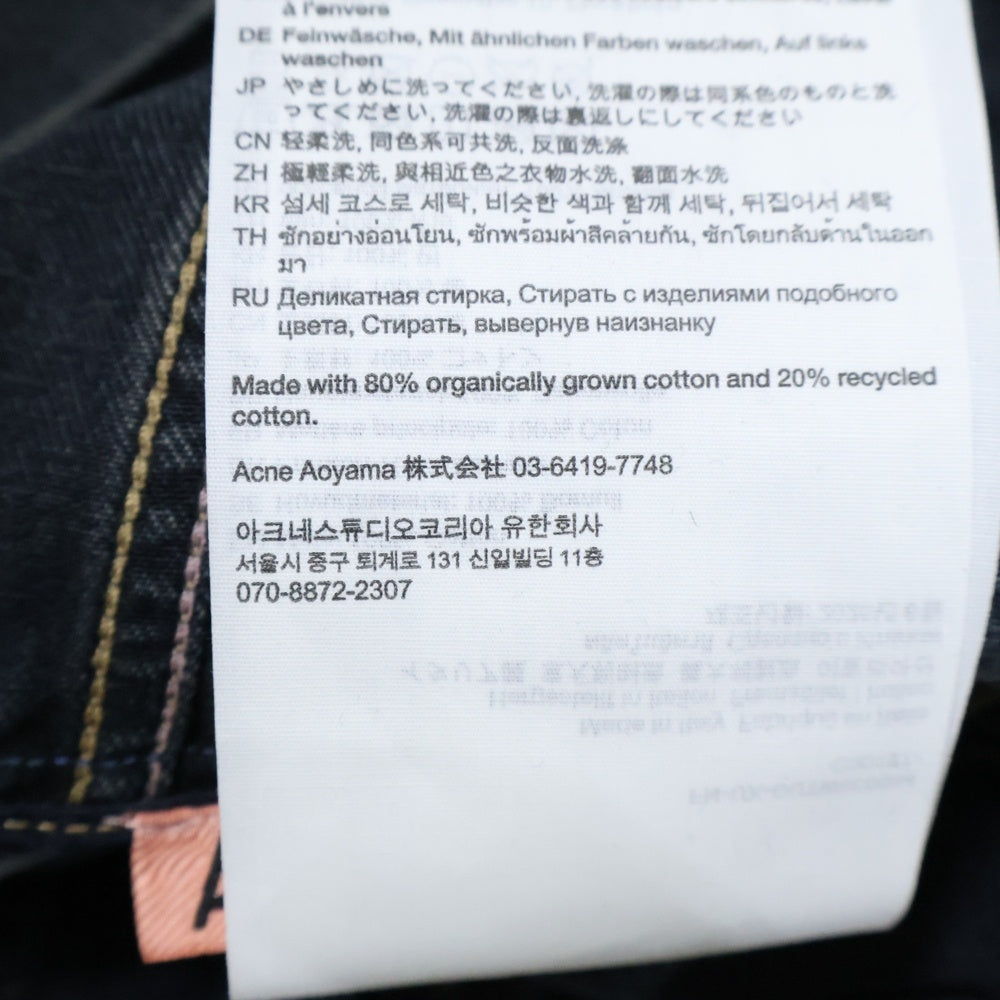 à l'envers
DE Feinwäsche, Mit ähnlichen Farben waschen, Auf links
waschen
JP やさしめに洗ってください, 洗濯の際は同系色のものと洗
ってください, 洗濯の際は裏返しにしてください
CN 轻柔洗, 同色系可共洗, 反面洗涤
ZH 極輕柔洗, 與相近色之衣物水洗, 翻面水洗
KR 섬세 코스로 세탁, 비슷한 색과 함께 세탁, 뒤집어서 세탁
TH ซักอย่างอ่อนโยน, ซักพร้อมผ้าสีคล้ายกัน, ซักโดยกลับด้านในออก
มา
RU Деликатная стирка, Стирать с изделиями подобного
цвета, Стирать, вывернув наизнанку
Made with 80% organically grown cotton and 20% recycled
cotton.
Acne Aoyama 株式会社 03-6419-7748
아크네스튜디오코리아 유한회사
서울시 중구 퇴계로 131 신일빌딩 11층
070-8872-2307